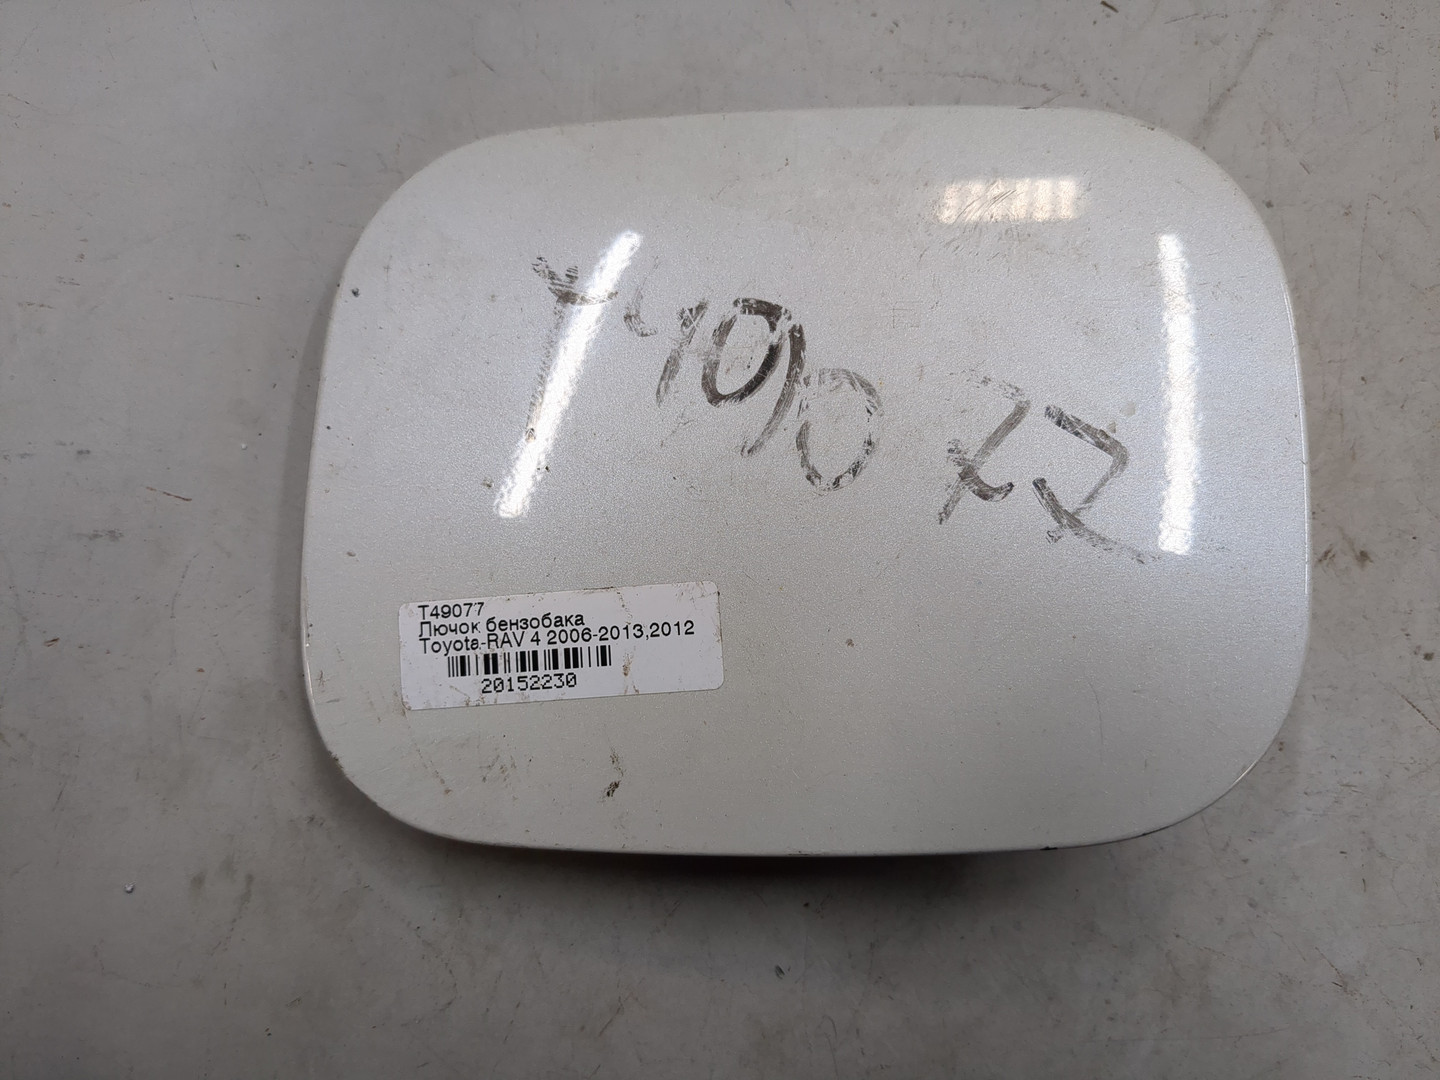 T49077
Лючок бензобака
Toyota-RAV 4 2006-2013,2012
20152230